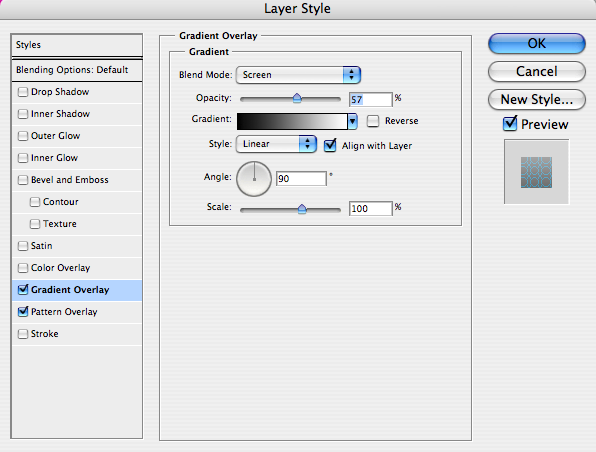 Layer Style
Styles
Blending Options: Default
Drop Shadow
Inner Shadow
Outer Glow
Inner Glow
Bevel and Emboss
Contour
Texture
Satin
Color Overlay
Gradient Overlay
Pattern Overlay
Stroke
Gradient Overlay
Gradient
Blend Mode: Screen
Opacity: 57 %
Gradient: Reverse
Style: Linear Align with Layer
Angle: 90 °
Scale: 100 %
OK
Cancel
New Style...
Preview